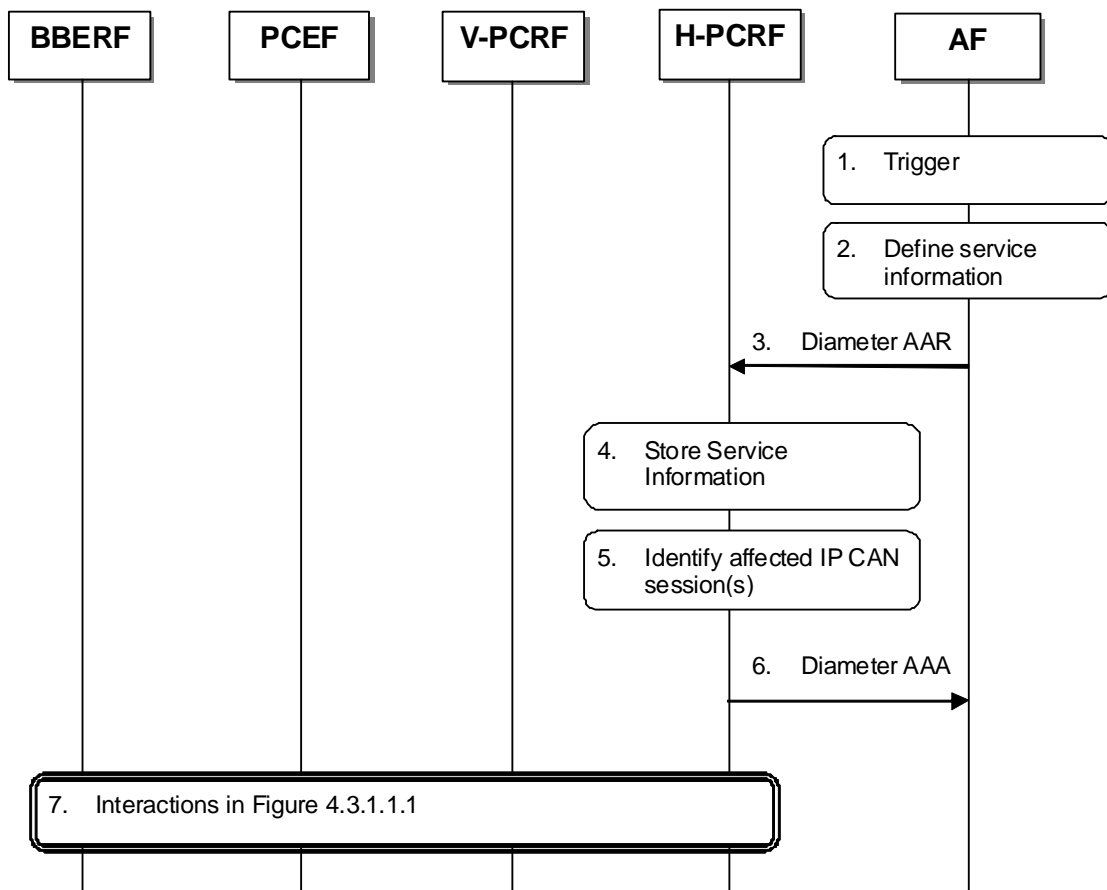 BBERF PCEF V-PCRF H-PCRF AF
1. Trigger
2. Define service
information
3. Diameter AAR
4. Store Service
Information
5. Identify affected IP CAN
session(s)
6. Diameter AAA
7. Interactions in Figure 4.3.1.1.1